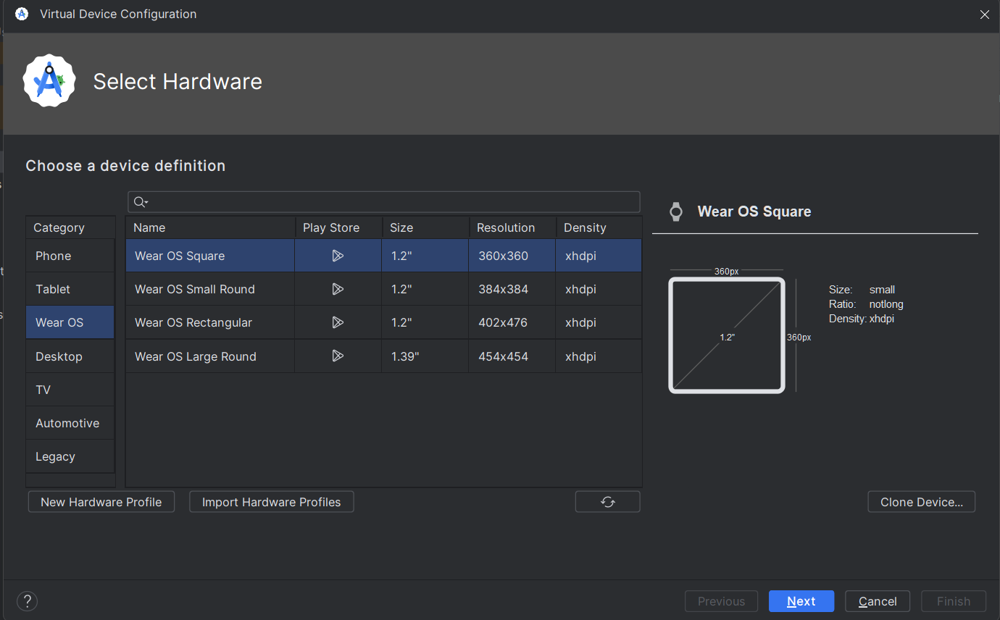 Virtual Device Configuration
Select Hardware
Choose a device definition
Category
Phone
Tablet
Wear OS
Desktop
TV
Automotive
Legacy
Name Play Store Size Resolution Density
Wear OS Square 1.2" 360x360 xhdpi
Wear OS Small Round 1.2" 384x384 xhdpi
Wear OS Rectangular 1.2" 402x476 xhdpi
Wear OS Large Round 1.39" 454x454 xhdpi
Wear OS Square
360px
1.2"
360px
Size: small
Ratio: notlong
Density: xhdpi
New Hardware Profile Import Hardware Profiles Clone Device...
? Previous Next Cancel Finish